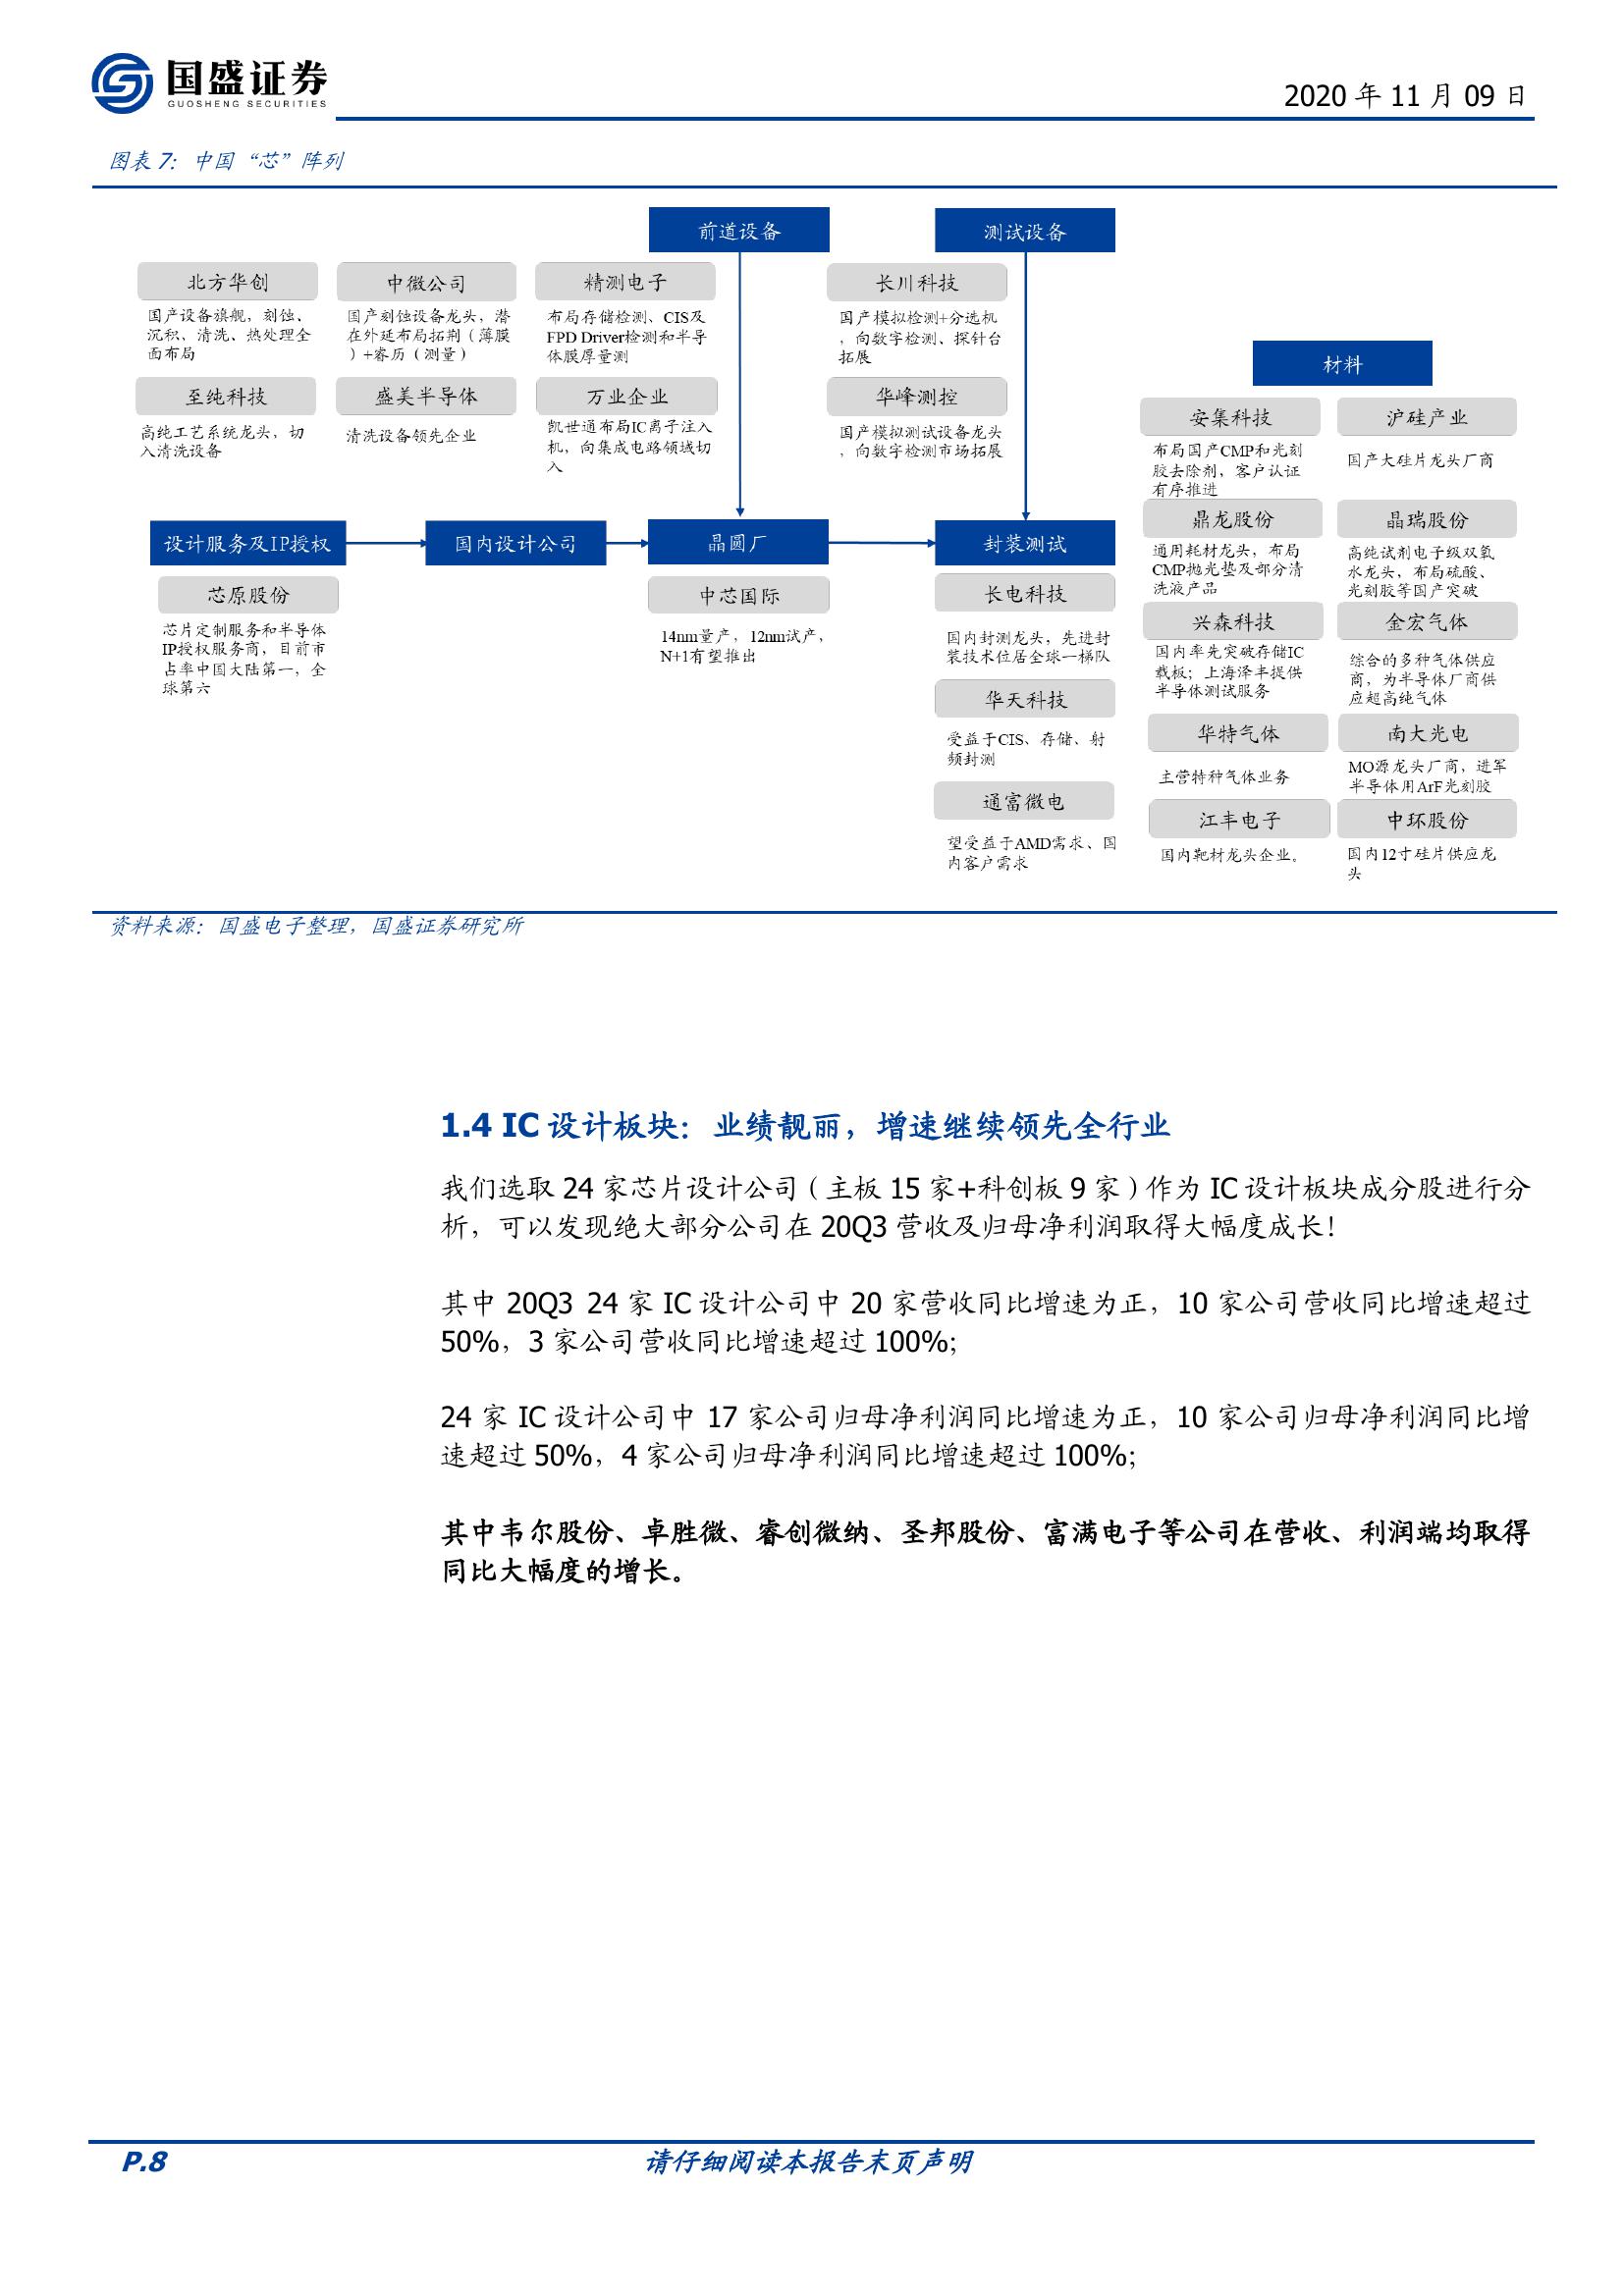 国盛证券
GUOSHENG SECURITIES
2020 年 11 月 09 日
图表 7：中国“芯”阵列
前道设备
测试设备
北方华创
国产设备旗舰，刻蚀、
沉积、清洗、热处理全
面布局
中微公司
国产刻蚀设备龙头，潜
在外延布局拓荆（薄膜
）+睿历（测量）
精测电子
布局存储检测、CIS及
FPD Driver检测和半导
体膜厚量测
长川科技
国产模拟检测+分选机
，向数字检测、探针台
拓展
至纯科技
高纯工艺系统龙头，切
入清洗设备
盛美半导体
清洗设备领先企业
万业企业
凯世通布局IC离子注入
机，向集成电路领域切
入
华峰测控
国产模拟测试设备龙头
，向数字检测市场拓展
设计服务及IP授权
国内设计公司
晶圆厂
封装测试
芯原股份
芯片定制服务和半导体
IP授权服务商，目前市
占率中国大陆第一，全
球第六
中芯国际
14nm量产，12nm试产，
N+1有望推出
长电科技
国内封测龙头，先进封
装技术位居全球一梯队
华天科技
受益于CIS、存储、射
频封测
通富微电
望受益于AMD需求、国
内客户需求
材料
安集科技
布局国产CMP和光刻
胶去除剂，客户认证
有序推进
沪硅产业
国产大硅片龙头厂商
鼎龙股份
通用耗材龙头，布局
CMP抛光垫及部分清
洗液产品
晶瑞股份
高纯试剂电子级双氧
水龙头，布局硫酸、
光刻胶等国产突破
兴森科技
国内率先突破存储IC
载板；上海泽丰提供
半导体测试服务
金宏气体
综合的多种气体供应
商，为半导体厂商供
应超高纯气体
华特气体
主营特种气体业务
南大光电
MO源龙头厂商，进军
半导体用ArF光刻胶
江丰电子
国内靶材龙头企业。
中环股份
国内12寸硅片供应龙
头
资料来源：国盛电子整理，国盛证券研究所
1.4 IC 设计板块：业绩靓丽，增速继续领先全行业
我们选取 24 家芯片设计公司（主板 15 家+科创板 9 家）作为 IC 设计板块成分股进行分
析，可以发现绝大部分公司在 20Q3 营收及归母净利润取得大幅度成长！
其中 20Q3 24 家 IC 设计公司中 20 家营收同比增速为正，10 家公司营收同比增速超过
50%，3 家公司营收同比增速超过 100%；
24 家 IC 设计公司中 17 家公司归母净利润同比增速为正，10 家公司归母净利润同比增
速超过 50%，4 家公司归母净利润同比增速超过 100%；
其中韦尔股份、卓胜微、睿创微纳、圣邦股份、富满电子等公司在营收、利润端均取得
同比大幅度的增长。
P.8
请仔细阅读本报告末页声明